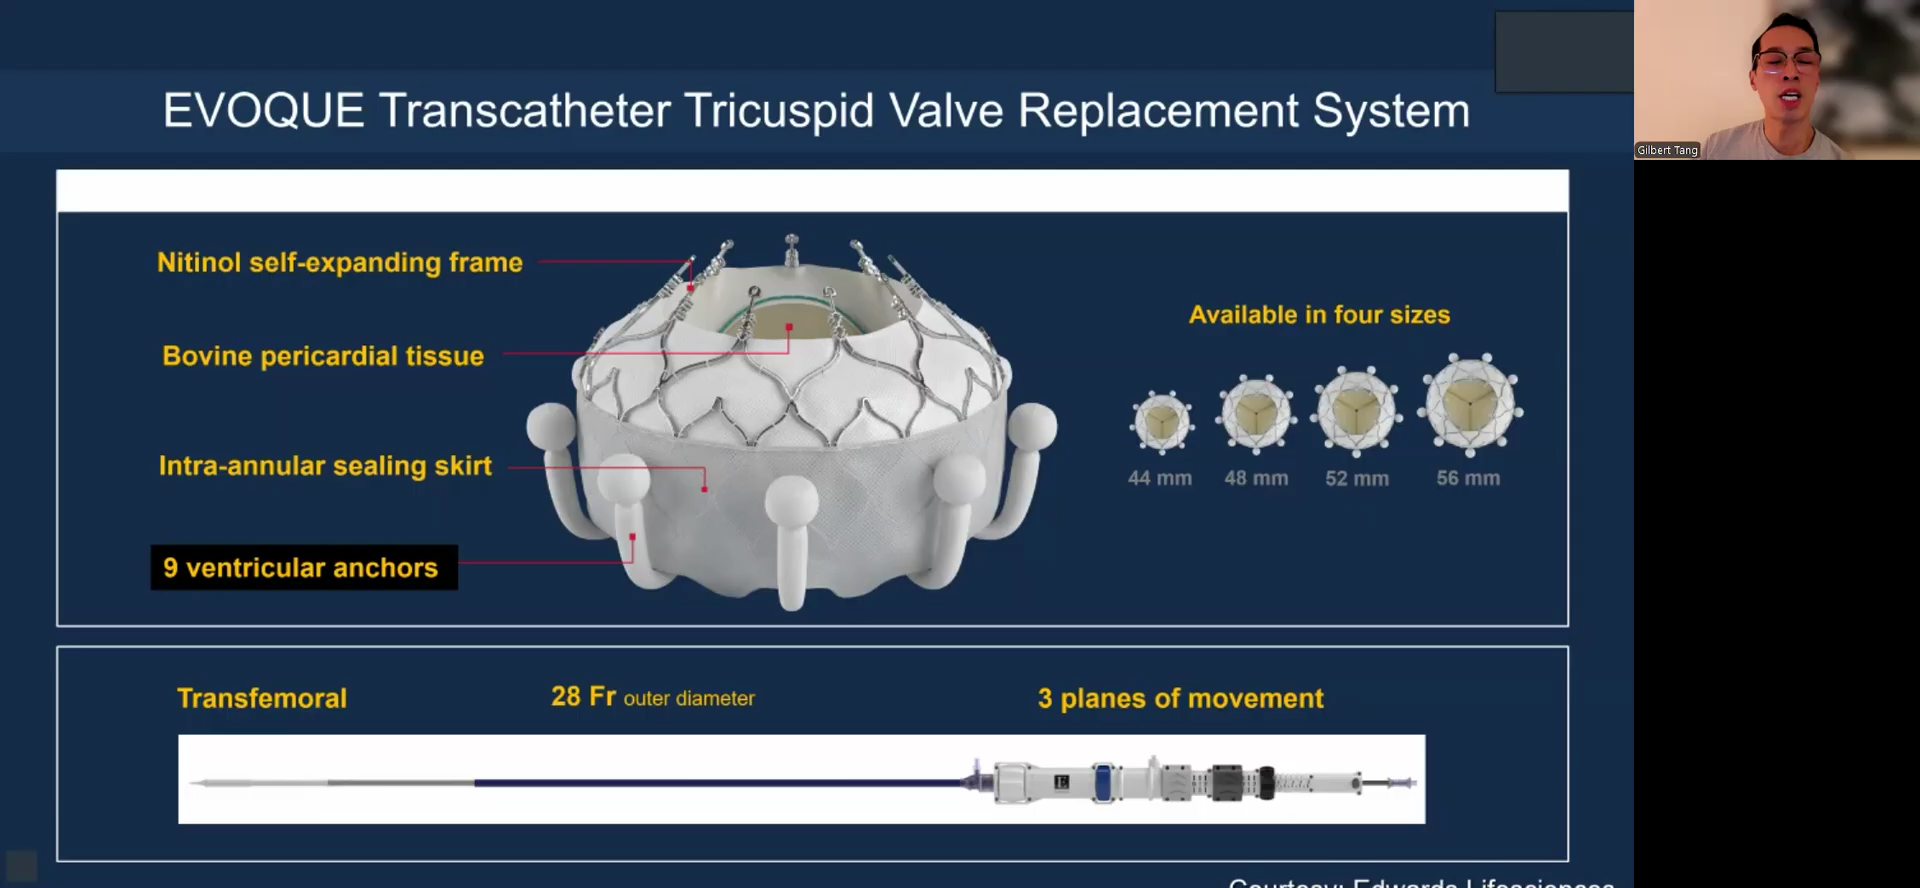 EVOQUE Transcatheter Tricuspid Valve Replacement System
Gilbert Tang
Nitinol self-expanding frame
Bovine pericardial tissue
Intra-annular sealing skirt
9 ventricular anchors
Available in four sizes
44 mm 48 mm 52 mm 56 mm
Transfemoral
28 Fr outer diameter
3 planes of movement
E
Courtesy: Edwards Lifesciences